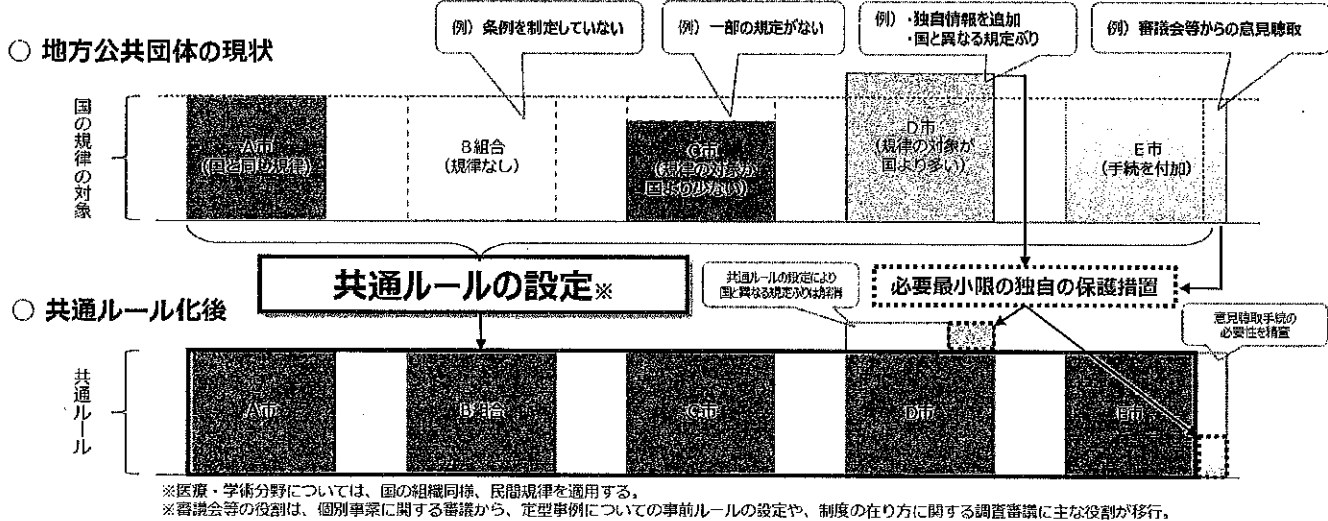 例）条例を制定していない
例）一部の規定がない
例）・独自情報を追加
・国と異なる規定ぶり
例）審議会等からの意見聴取
○ 地方公共団体の現状
国の規律の対象
A市
（国と同じ規律）
B組合
（規律なし）
C市
（規律の対象が
国より少ない）
D市
（規律の対象が
国より多い）
E市
（手続を付加）
共通ルールの設定※
共通ルールの設定により
国と異なる規定ぶりは解消
必要最小限の独自の保護措置
○ 共通ルール化後
意見聴取手続の
必要性を精査
共通ルール
A市
B組合
C市
D市
E市
※医療・学術分野については、国の組織同様、民間規律を適用する。
※審議会等の役割は、個別事案に関する審議から、定型事例についての事前ルールの設定や、制度の在り方に関する調査審議に主な役割が移行。